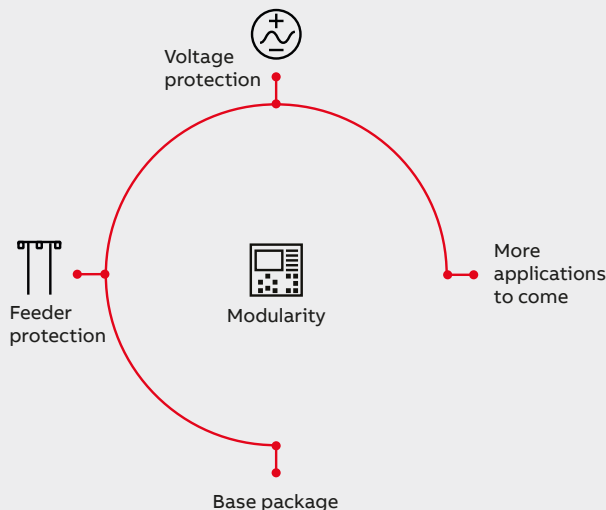 Voltage
protection
More
applications
to come
Feeder
protection
Modularity
Base package